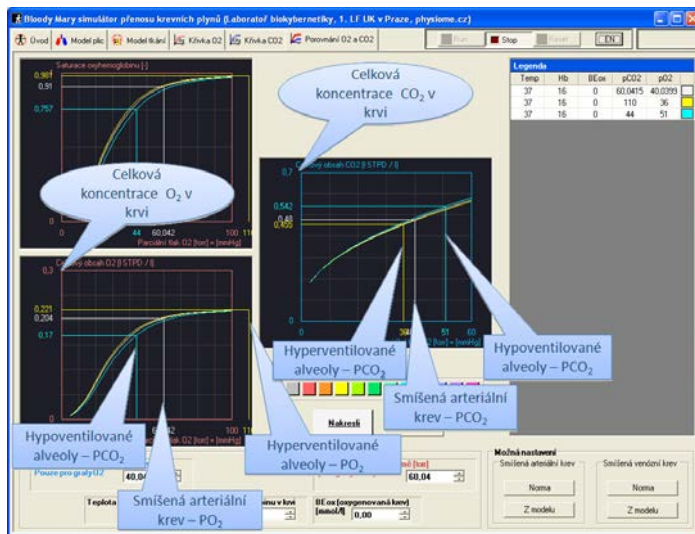 Bloody Mary simulátor přenosu krevních plynů (Laboratoř biokybernetiky, 1. LF UK v Praze, physiome.cz)
Úvod
Model plic
Model tkání
Křivka O2
Křivka CO2
Porovnání O2 a CO2
Run
Stop
Reset
EN
Saturace oxyhemoglobinu [-]
0,981
0,91
0,757
0
44
60,042
100
110
Parciální tlak O2 [torr] = [mmHg]
Celková
koncentrace CO2 v
krvi
Legenda
Temp Hb BEox pCO2 pO2
37 16 0 60,0415 40,0399
37 16 0 110 36
37 16 0 44 51
Celkový obsah CO2 [l STPD / l]
0,7
0,542
0,48
0,455
0
0
51
60
Celková
koncentrace O2 v
krvi
Celkový obsah O2 [l STPD / l]
0,3
0,221
0,204
0,17
0
Hyperventilované
alveoly – PCO2
Hypoventilované
alveoly – PCO2
Smíšená arteriální
krev – PCO2
Hypoventilované
alveoly – PCO2
Hyperventilované
alveoly – PO2
Smíšená arteriální
krev – PO2
Nakresli
Pouze pro grafy O2
40,04
60,04
Teplota
BEox (oxygenovaná krev)
[mmol/l]
0,00
Možná nastavení
Smíšená arteriální krev
Norma
Z modelu
Smíšená venózní krev
Norma
Z modelu